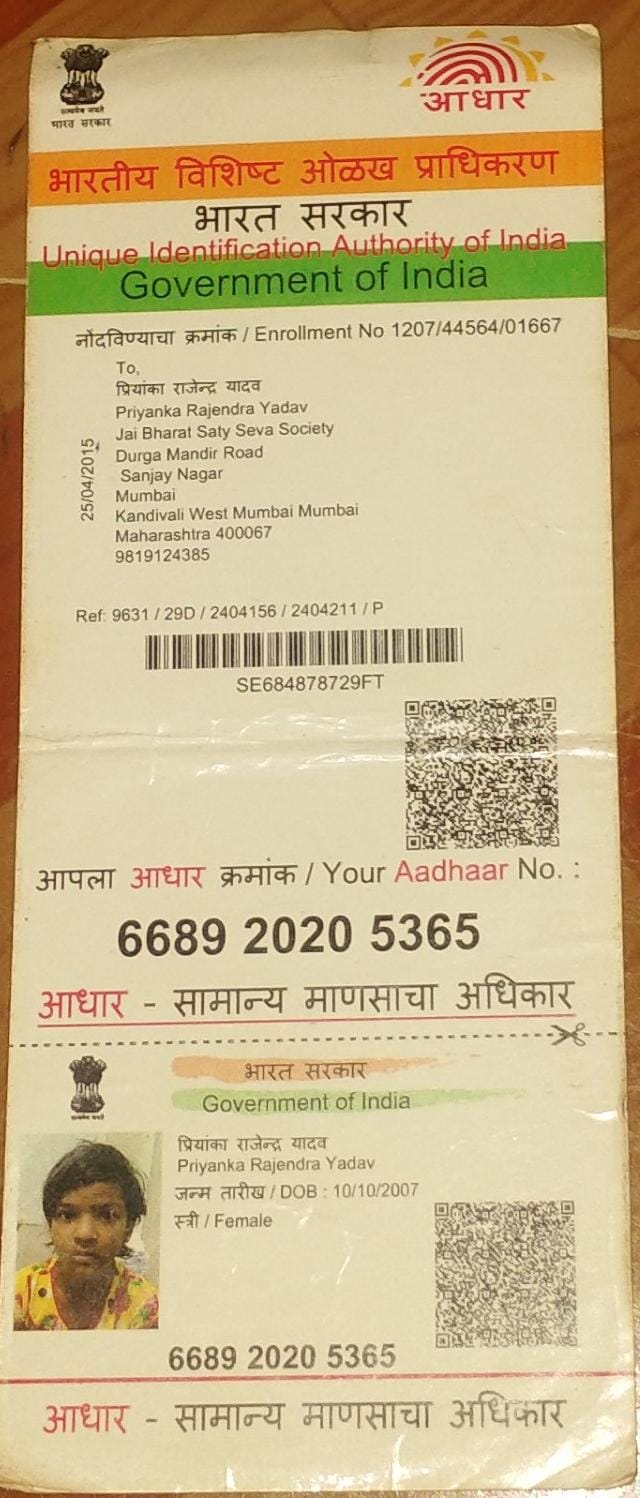 सत्यमेव जयते
भारत सरकार
आधार
भारतीय विशिष्ट ओळख प्राधिकरण
भारत सरकार
Unique Identification Authority of India
Government of India
नोंदविण्याचा क्रमांक / Enrollment No 1207/44564/01667
To,
प्रियांका राजेन्द्र यादव
Priyanka Rajendra Yadav
Jai Bharat Saty Seva Society
Durga Mandir Road
Sanjay Nagar
Mumbai
Kandivali West Mumbai Mumbai
Maharashtra 400067
9819124385
25/04/2015
Ref: 9631 / 29D / 2404156 / 2404211 / P
SE684878729FT
आपला आधार क्रमांक / Your Aadhaar No. :
6689 2020 5365
आधार - सामान्य माणसाचा अधिकार
भारत सरकार
Government of India
सत्यमेव जयते
प्रियांका राजेन्द्र यादव
Priyanka Rajendra Yadav
जन्म तारीख / DOB : 10/10/2007
स्त्री / Female
6689 2020 5365
आधार - सामान्य माणसाचा अधिकार